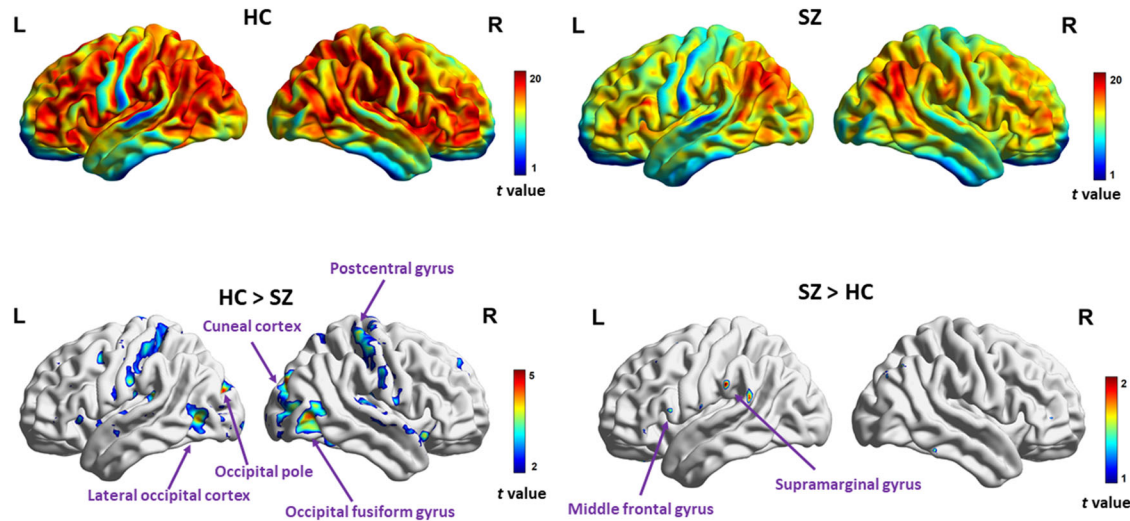 HC
L
R
20
1
t value
SZ
L
R
20
1
t value
HC > SZ
L
R
Postcentral gyrus
Cuneal cortex
Occipital pole
Lateral occipital cortex
Occipital fusiform gyrus
5
2
t value
SZ > HC
L
R
Supramarginal gyrus
Middle frontal gyrus
2
1
t value